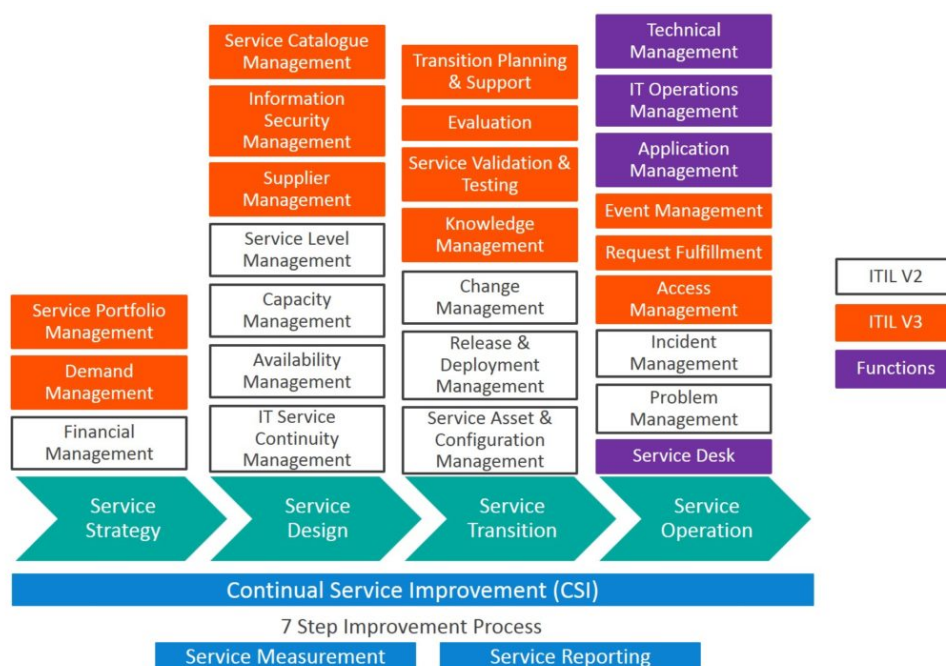 Service Portfolio
Management
Demand
Management
Financial
Management
Service Catalogue
Management
Information
Security
Management
Supplier
Management
Service Level
Management
Capacity
Management
Availability
Management
IT Service
Continuity
Management
Transition Planning
& Support
Evaluation
Service Validation &
Testing
Knowledge
Management
Change
Management
Release &
Deployment
Management
Service Asset &
Configuration
Management
Technical
Management
IT Operations
Management
Application
Management
Event Management
Request Fulfillment
Access
Management
Incident
Management
Problem
Management
Service Desk
ITIL V2
ITIL V3
Functions
Service
Strategy
Service
Design
Service
Transition
Service
Operation
Continual Service Improvement (CSI)
7 Step Improvement Process
Service Measurement
Service Reporting